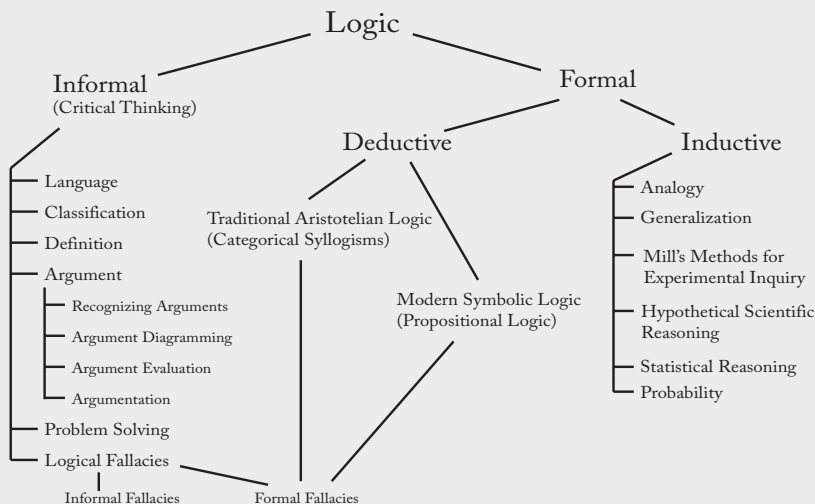 Logic
Informal
(Critical Thinking)
Formal
Deductive
Inductive
Language
Classification
Definition
Argument
Recognizing Arguments
Argument Diagramming
Argument Evaluation
Argumentation
Problem Solving
Logical Fallacies
Informal Fallacies
Traditional Aristotelian Logic
(Categorical Syllogisms)
Modern Symbolic Logic
(Propositional Logic)
Formal Fallacies
Analogy
Generalization
Mill's Methods for
Experimental Inquiry
Hypothetical Scientific
Reasoning
Statistical Reasoning
Probability